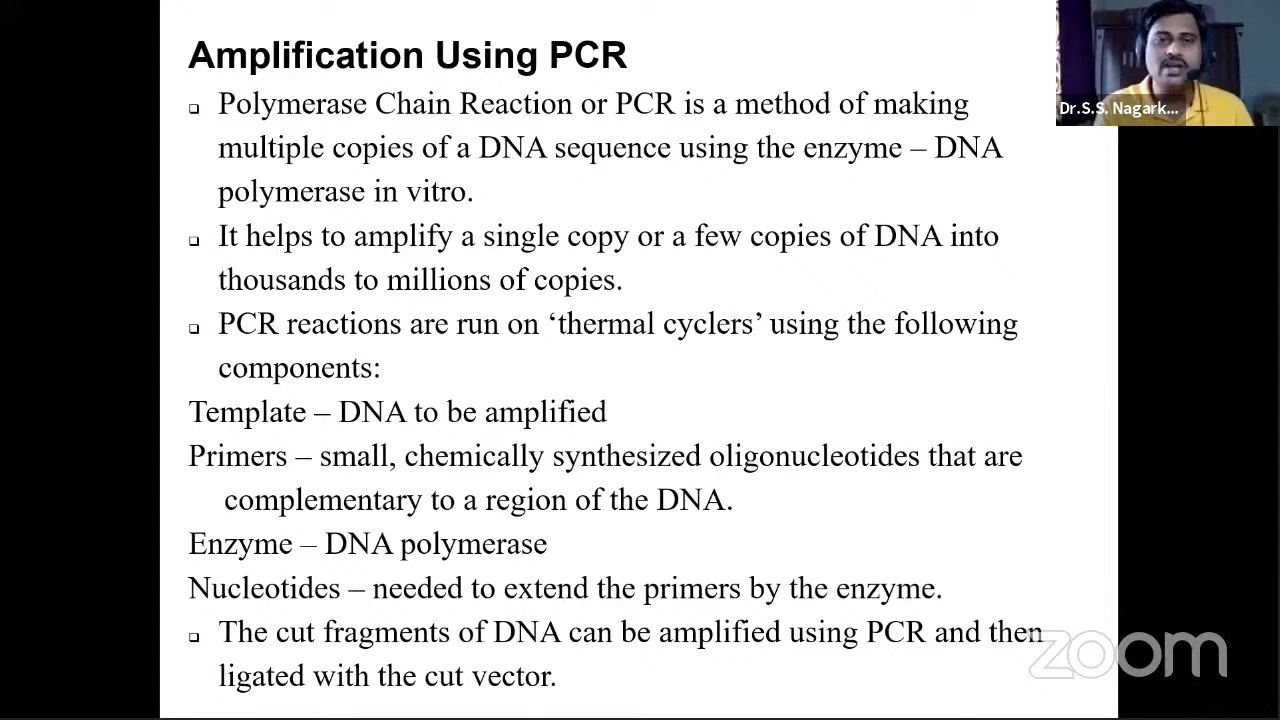 Amplification Using PCR
Polymerase Chain Reaction or PCR is a method of making
multiple copies of a DNA sequence using the enzyme – DNA
polymerase in vitro.
It helps to amplify a single copy or a few copies of DNA into
thousands to millions of copies.
PCR reactions are run on ‘thermal cyclers’ using the following
components:
Template – DNA to be amplified
Primers – small, chemically synthesized oligonucleotides that are
complementary to a region of the DNA.
Enzyme – DNA polymerase
Nucleotides – needed to extend the primers by the enzyme.
The cut fragments of DNA can be amplified using PCR and then
ligated with the cut vector.
Dr.S.S. Nagark...
zoom